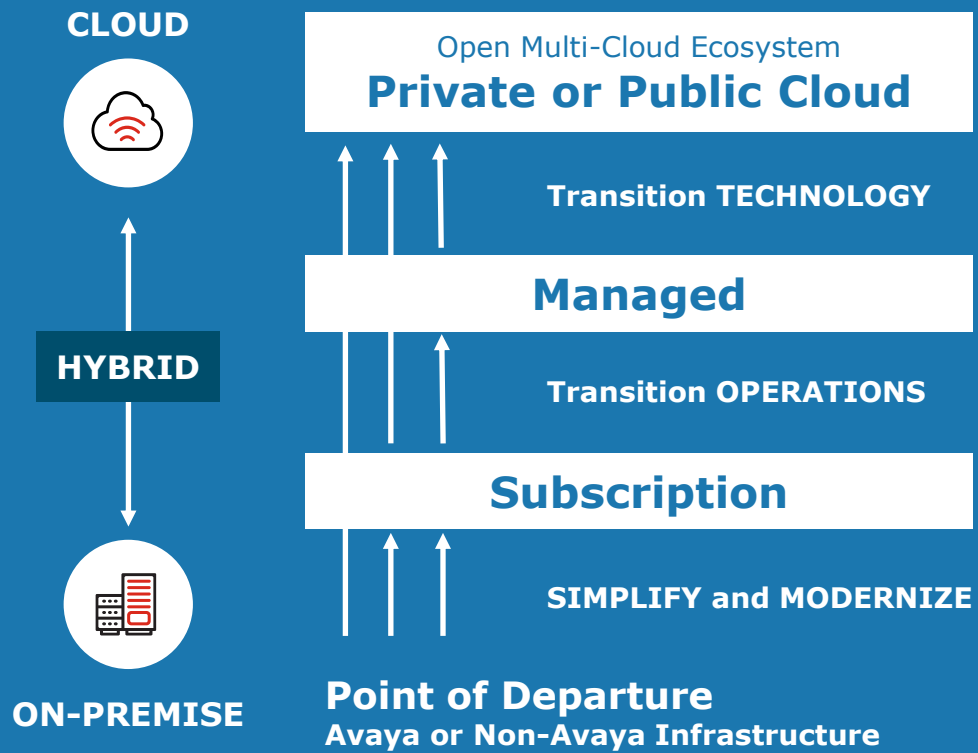 CLOUD
Open Multi-Cloud Ecosystem
Private or Public Cloud
Transition TECHNOLOGY
Managed
HYBRID
Transition OPERATIONS
Subscription
SIMPLIFY and MODERNIZE
ON-PREMISE
Point of Departure
Avaya or Non-Avaya Infrastructure